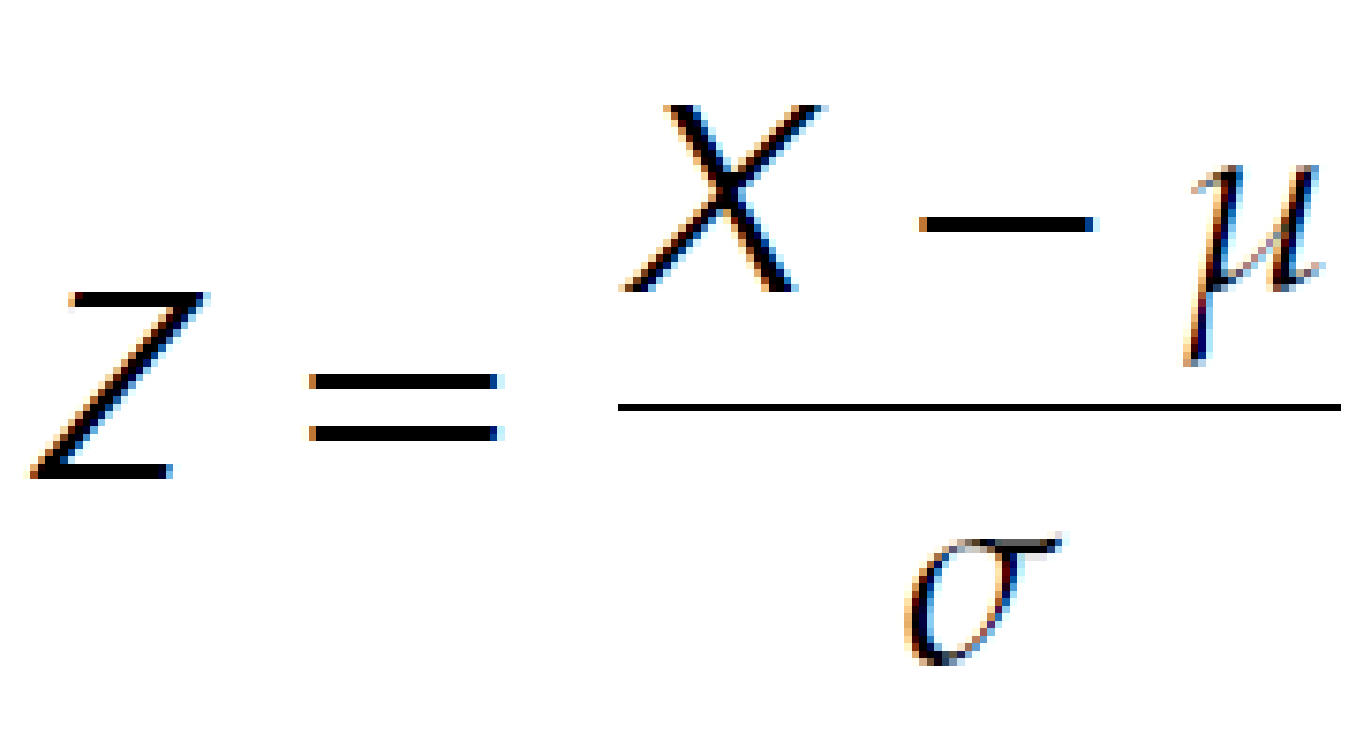 Z = (X − μ) / σ